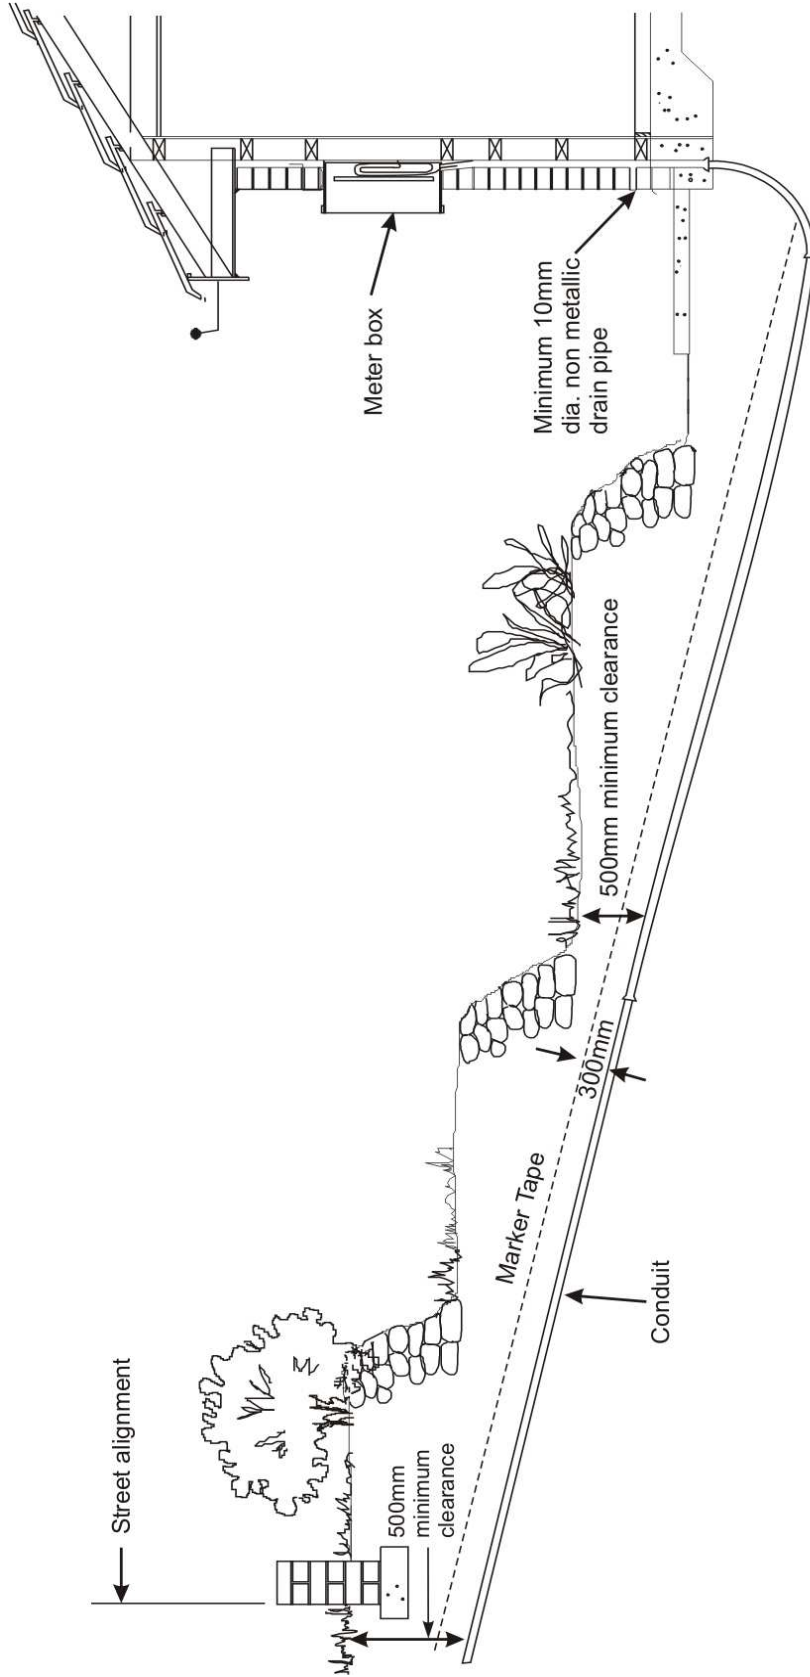 Street alignment
500mm
minimum
clearance
Marker Tape
Conduit
300mm
500mm minimum clearance
Meter box
Minimum 10mm
dia. non metallic
drain pipe